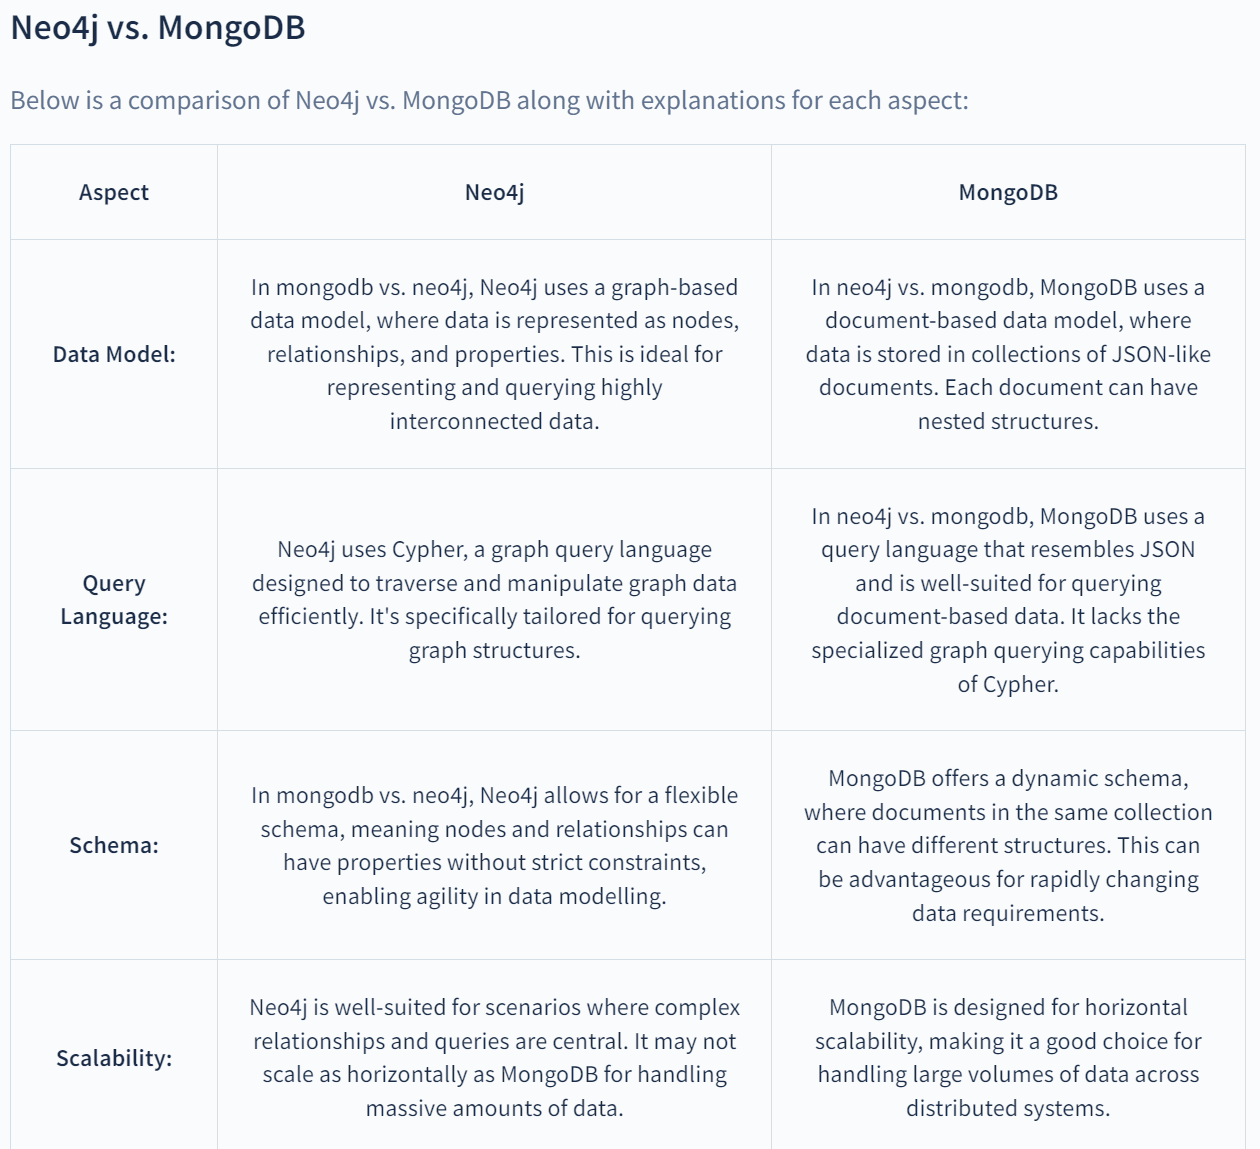 Neo4j vs. MongoDB
Below is a comparison of Neo4j vs. MongoDB along with explanations for each aspect:
Aspect
Neo4j
MongoDB
Data Model:
In mongodb vs. neo4j, Neo4j uses a graph-based
data model, where data is represented as nodes,
relationships, and properties. This is ideal for
representing and querying highly
interconnected data.
In neo4j vs. mongodb, MongoDB uses a
document-based data model, where
data is stored in collections of JSON-like
documents. Each document can have
nested structures.
Query
Language:
Neo4j uses Cypher, a graph query language
designed to traverse and manipulate graph data
efficiently. It's specifically tailored for querying
graph structures.
In neo4j vs. mongodb, MongoDB uses a
query language that resembles JSON
and is well-suited for querying
document-based data. It lacks the
specialized graph querying capabilities
of Cypher.
Schema:
In mongodb vs. neo4j, Neo4j allows for a flexible
schema, meaning nodes and relationships can
have properties without strict constraints,
enabling agility in data modelling.
MongoDB offers a dynamic schema,
where documents in the same collection
can have different structures. This can
be advantageous for rapidly changing
data requirements.
Scalability:
Neo4j is well-suited for scenarios where complex
relationships and queries are central. It may not
scale as horizontally as MongoDB for handling
massive amounts of data.
MongoDB is designed for horizontal
scalability, making it a good choice for
handling large volumes of data across
distributed systems.